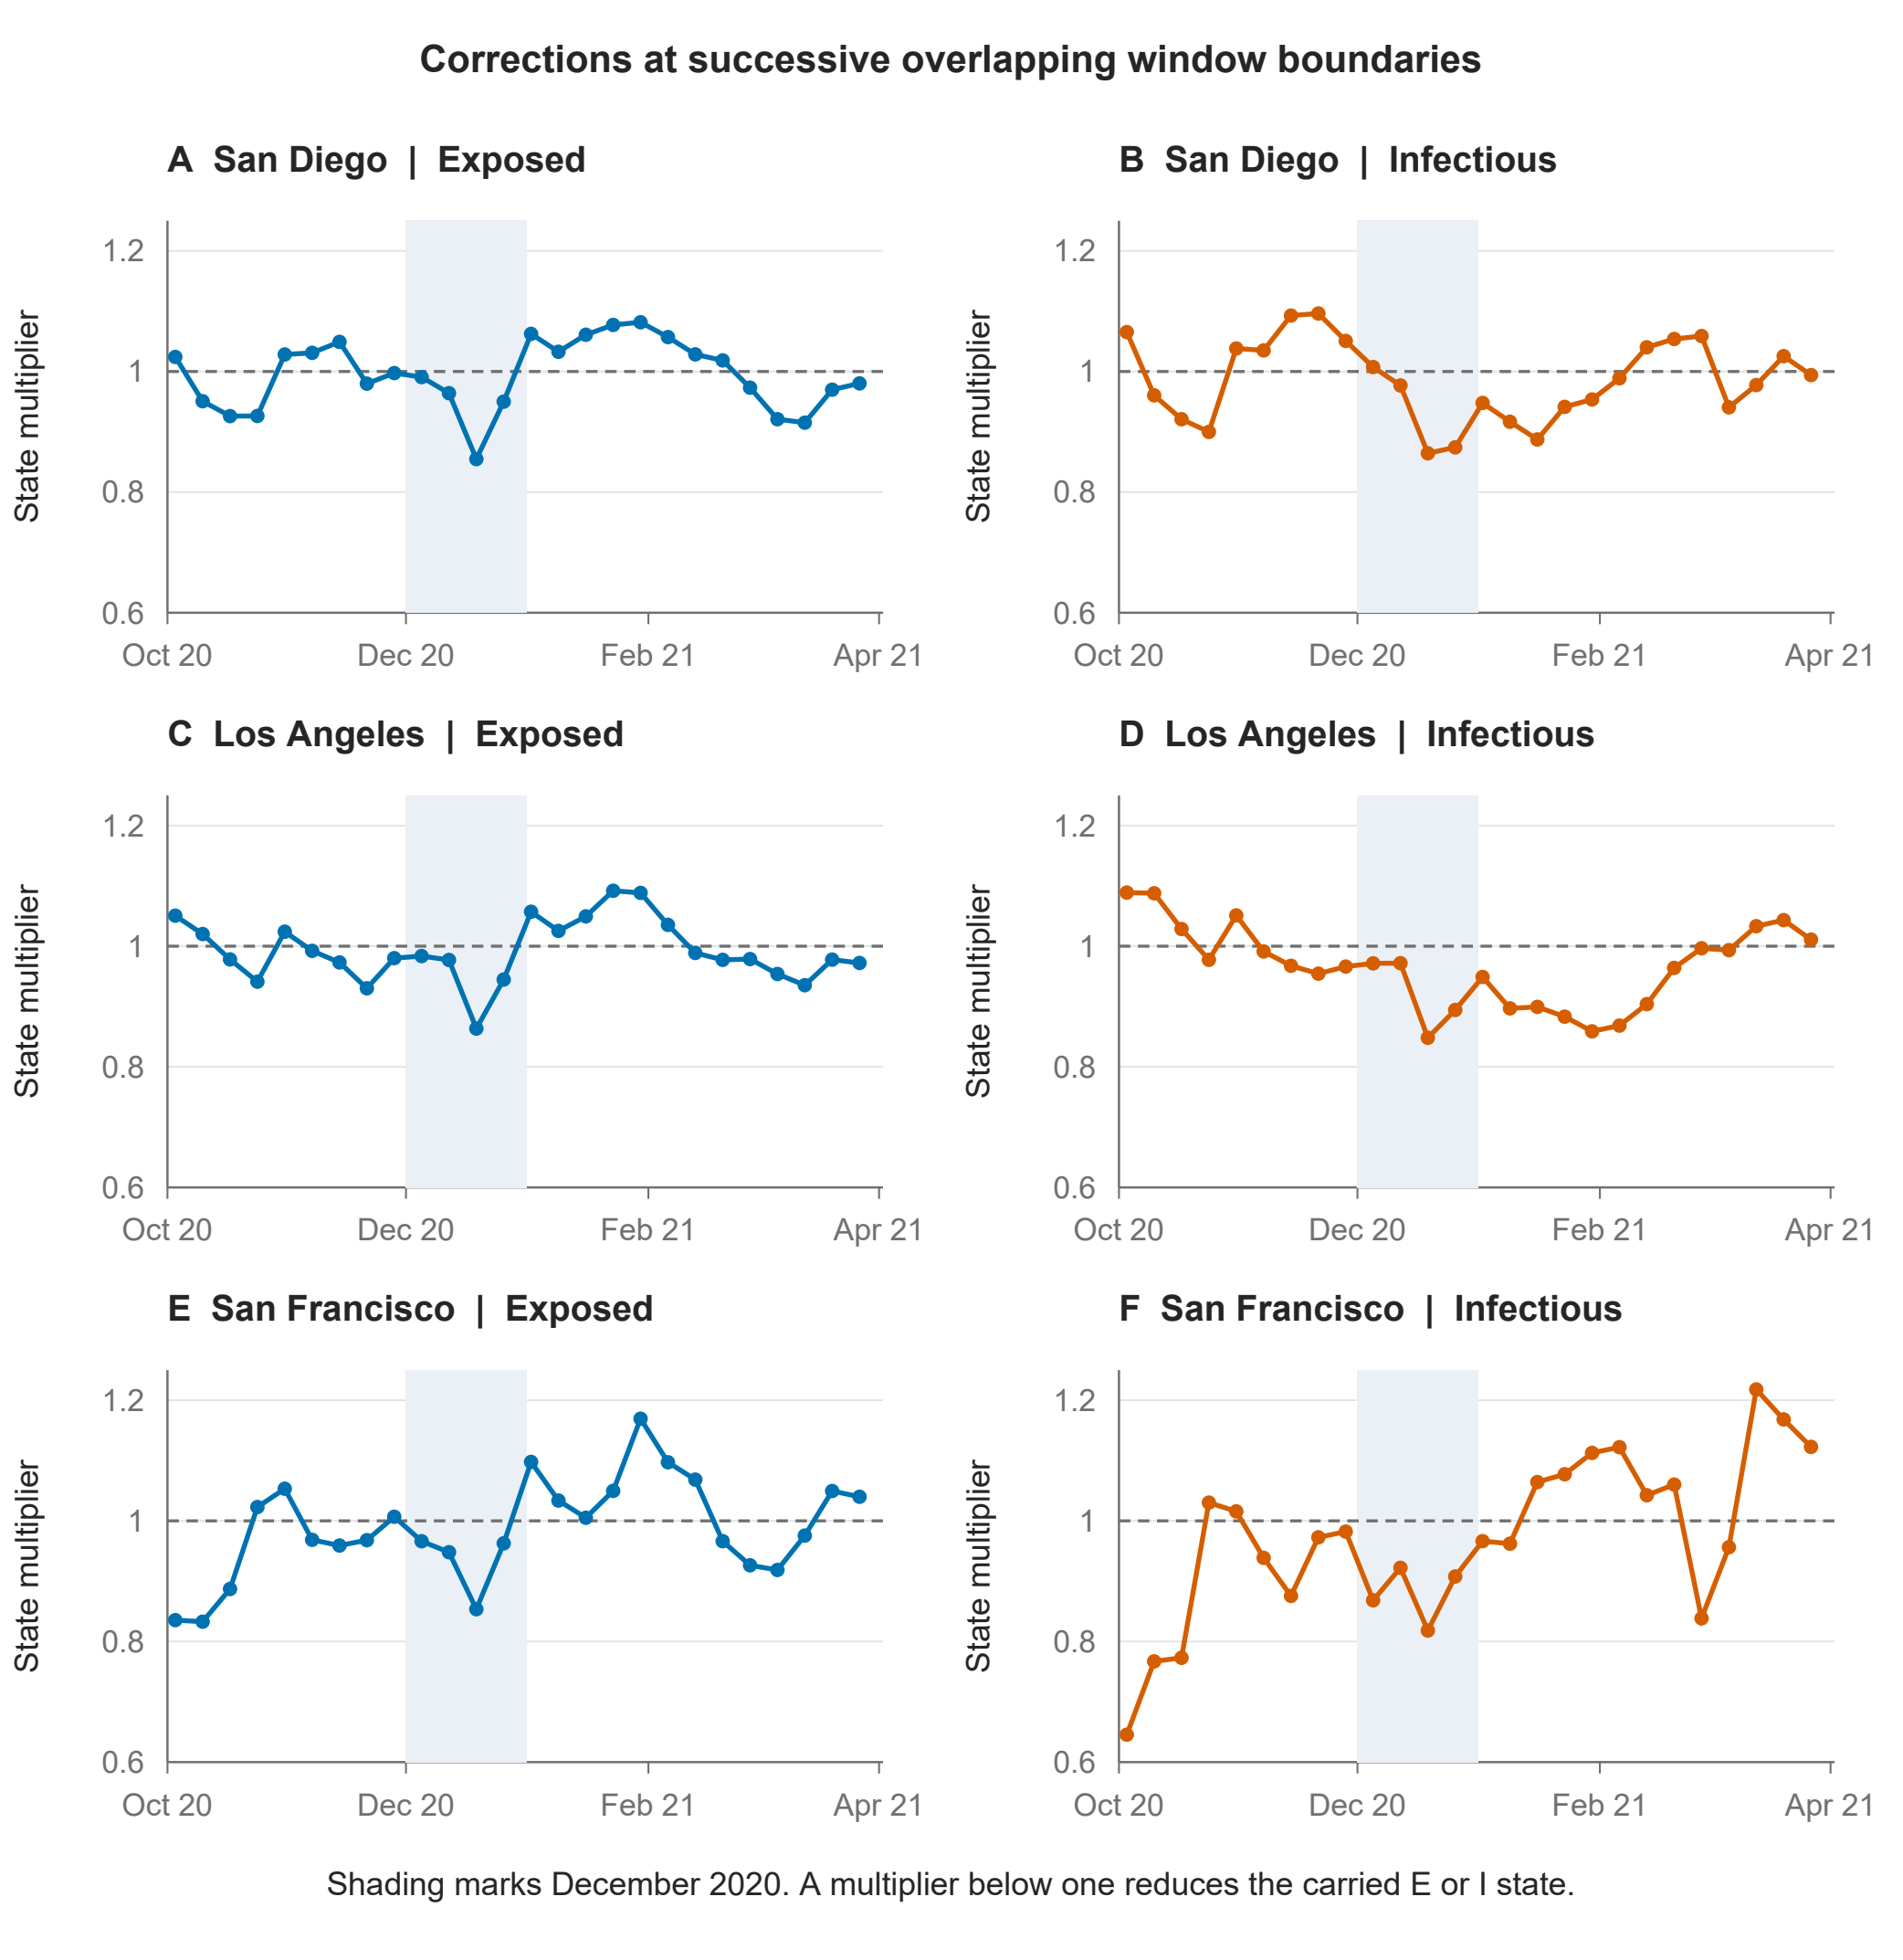 Corrections at successive overlapping window boundaries
A San Diego | Exposed
State multiplier
1.2
1
0.8
0.6
Oct 20 Dec 20 Feb 21 Apr 21
B San Diego | Infectious
State multiplier
1.2
1
0.8
0.6
Oct 20 Dec 20 Feb 21 Apr 21
C Los Angeles | Exposed
State multiplier
1.2
1
0.8
0.6
Oct 20 Dec 20 Feb 21 Apr 21
D Los Angeles | Infectious
State multiplier
1.2
1
0.8
0.6
Oct 20 Dec 20 Feb 21 Apr 21
E San Francisco | Exposed
State multiplier
1.2
1
0.8
0.6
Oct 20 Dec 20 Feb 21 Apr 21
F San Francisco | Infectious
State multiplier
1.2
1
0.8
0.6
Oct 20 Dec 20 Feb 21 Apr 21
Shading marks December 2020. A multiplier below one reduces the carried E or I state.